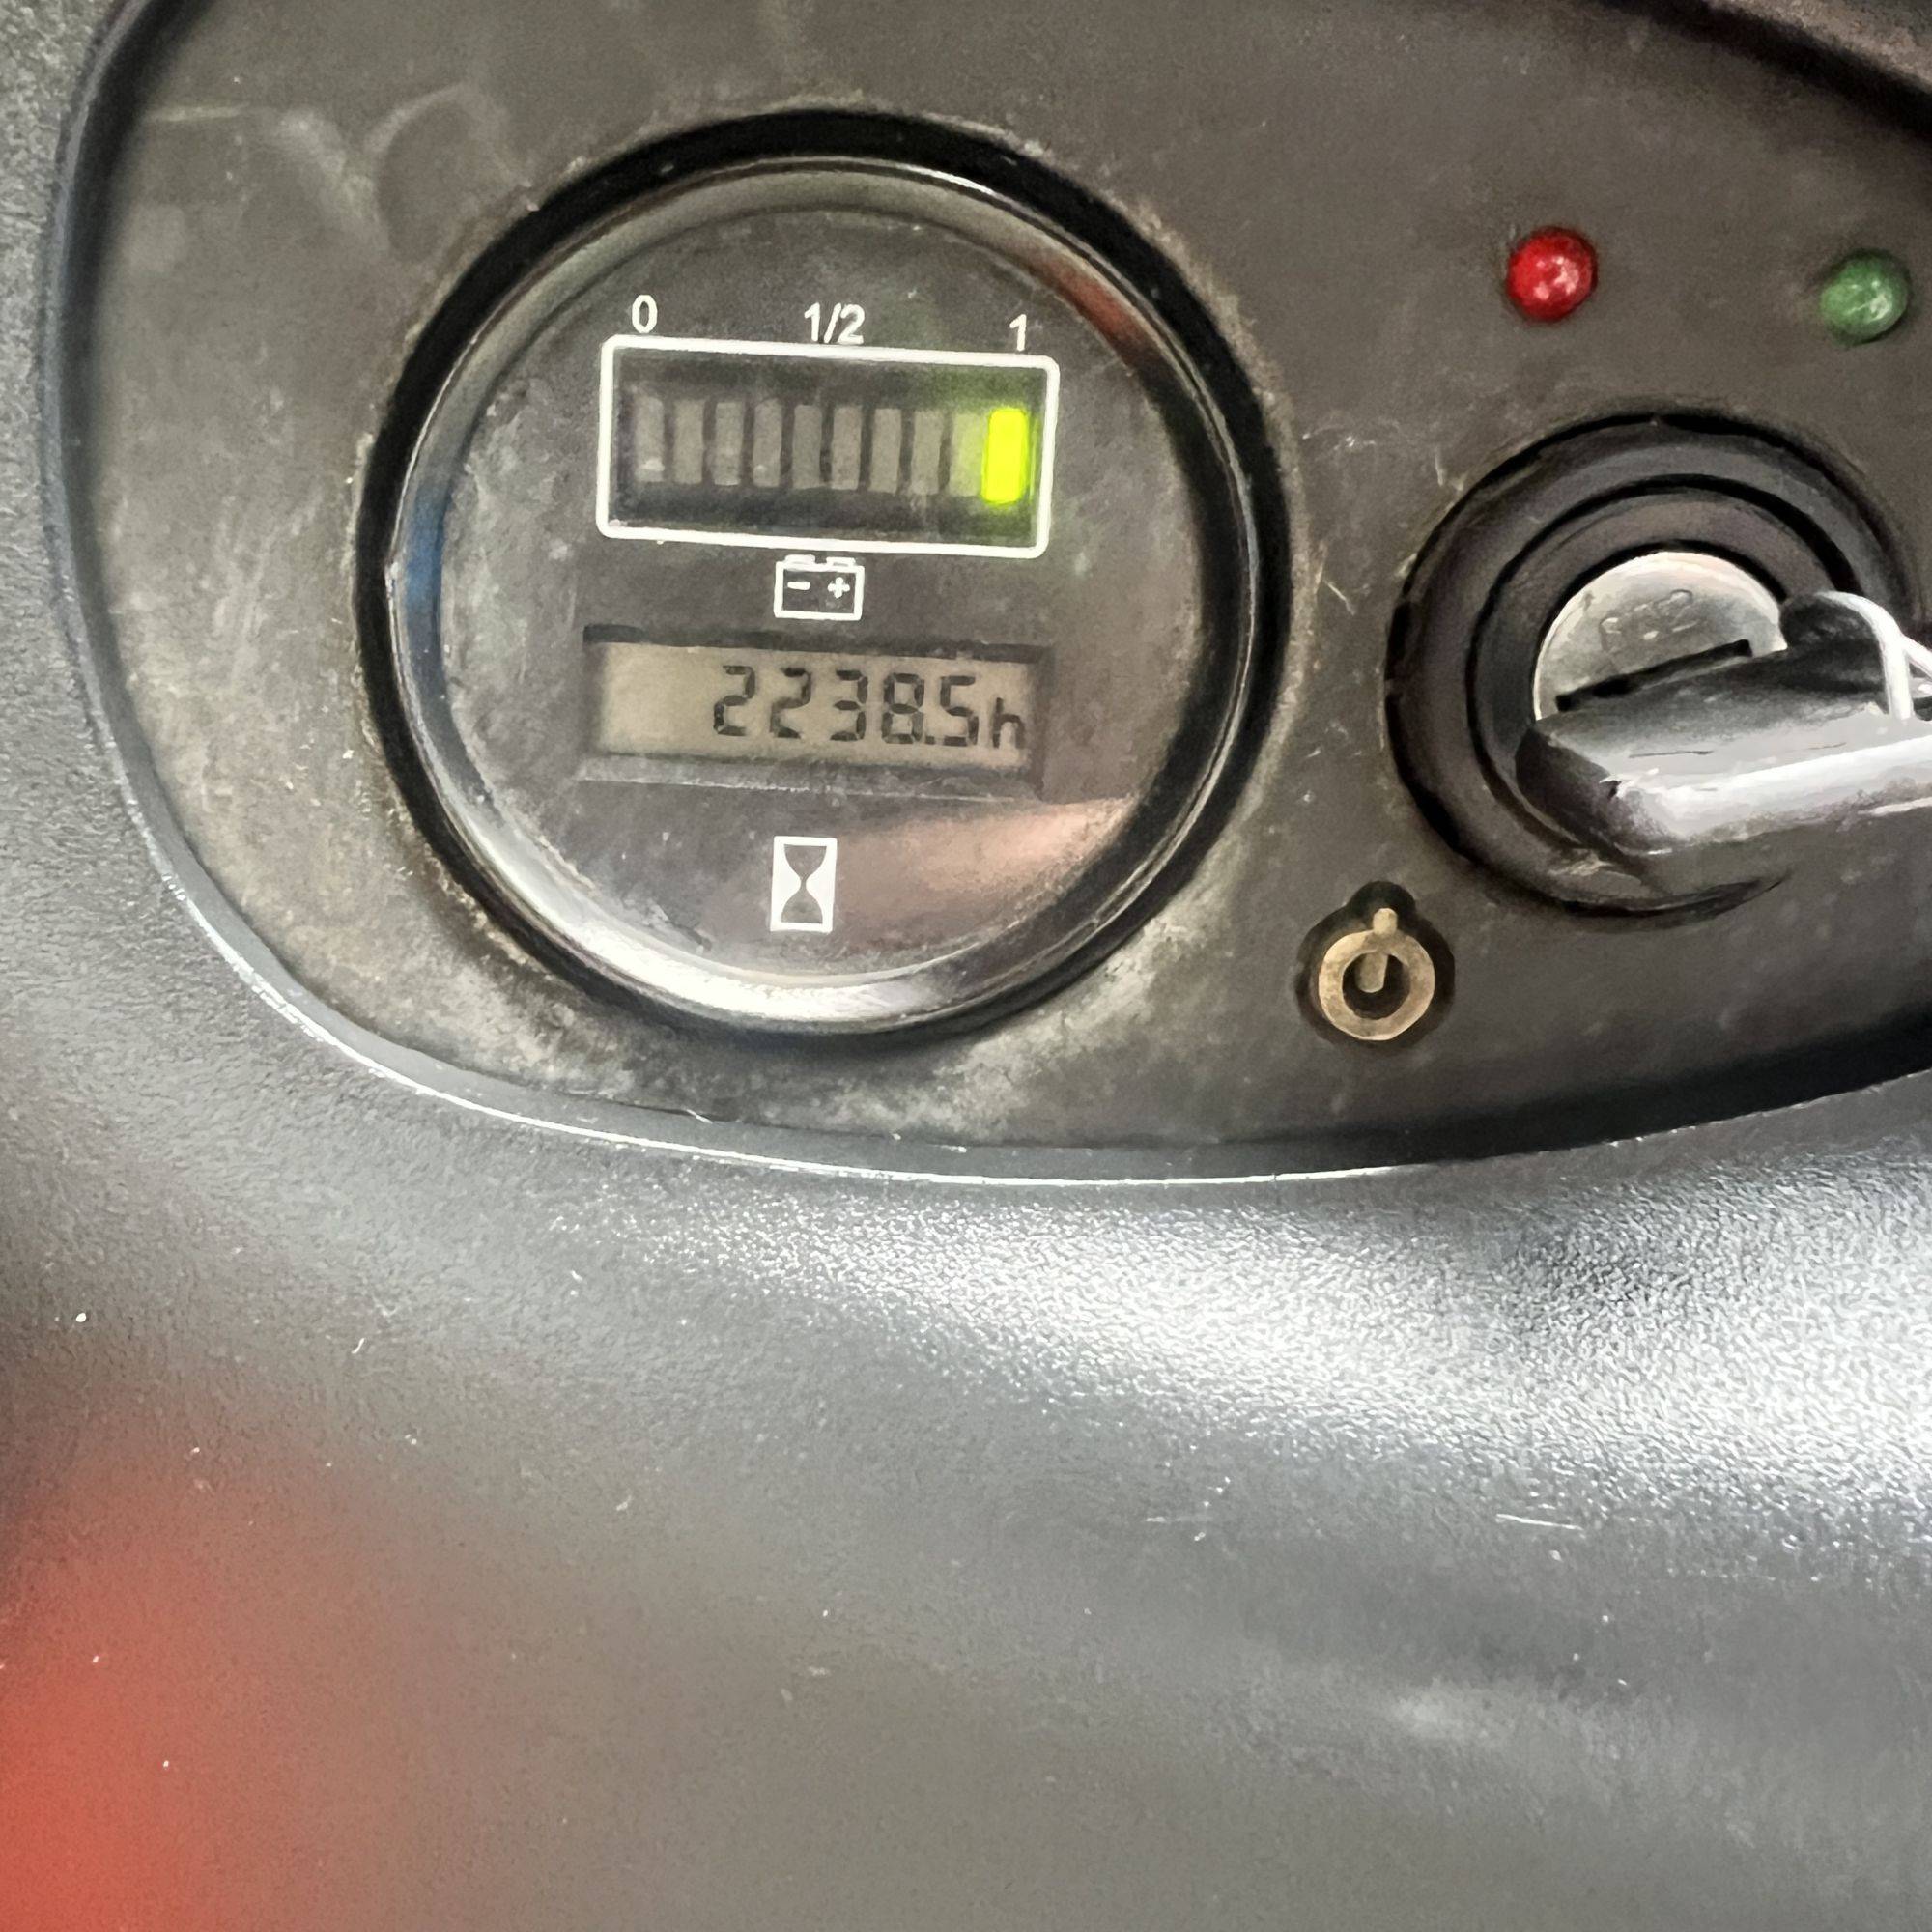 0 1/2 1
- +
2238.5h